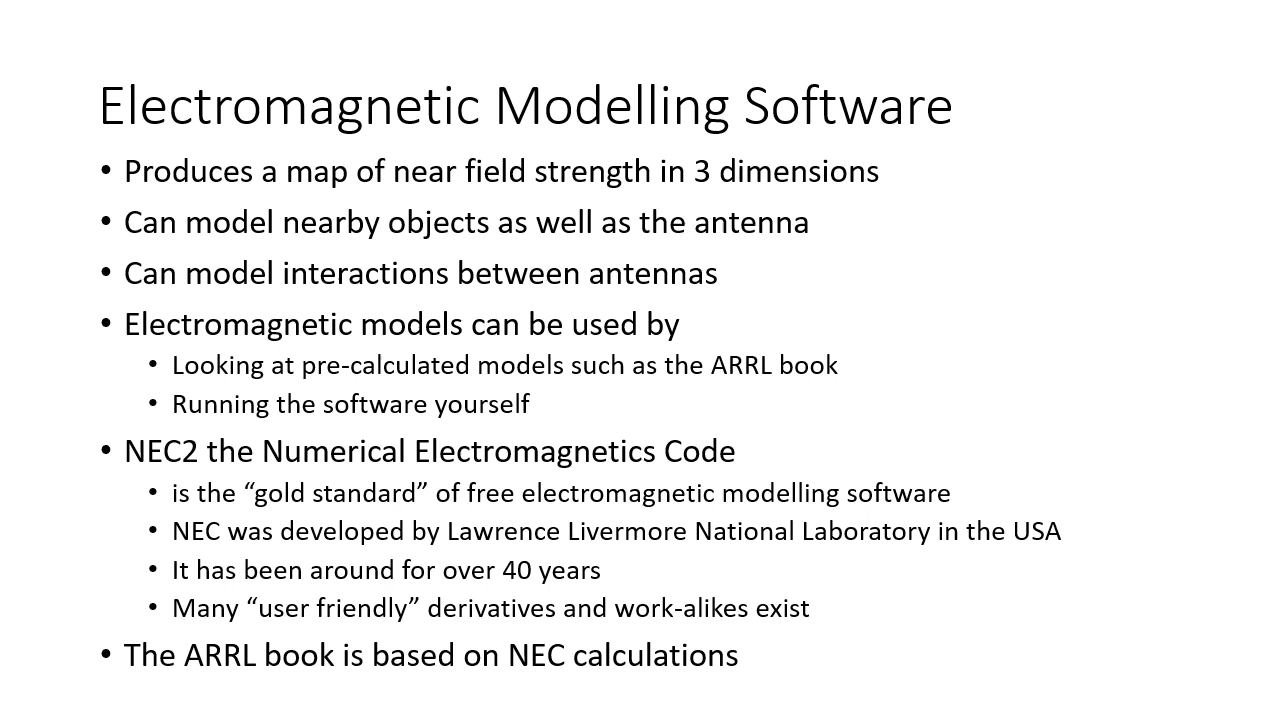 Electromagnetic Modelling Software
• Produces a map of near field strength in 3 dimensions
• Can model nearby objects as well as the antenna
• Can model interactions between antennas
• Electromagnetic models can be used by
• Looking at pre-calculated models such as the ARRL book
• Running the software yourself
• NEC2 the Numerical Electromagnetics Code
• is the “gold standard” of free electromagnetic modelling software
• NEC was developed by Lawrence Livermore National Laboratory in the USA
• It has been around for over 40 years
• Many “user friendly” derivatives and work-alikes exist
• The ARRL book is based on NEC calculations